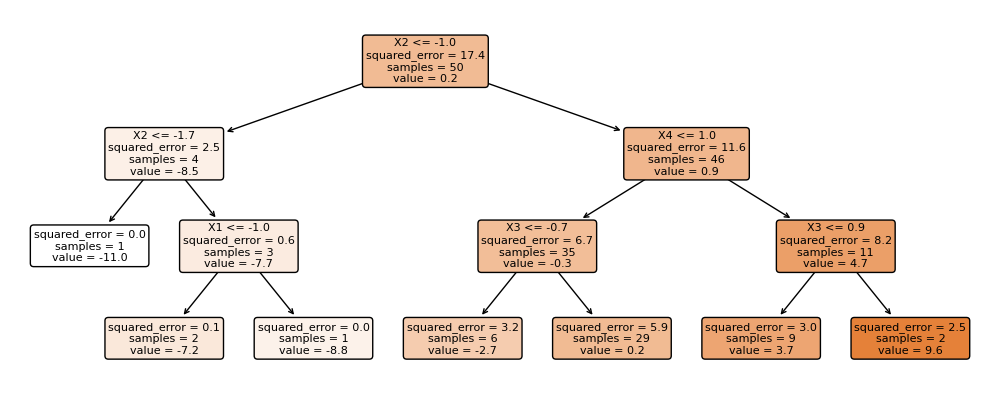 X2 <= -1.0
squared_error = 17.4
samples = 50
value = 0.2
X2 <= -1.7
squared_error = 2.5
samples = 4
value = -8.5
X4 <= 1.0
squared_error = 11.6
samples = 46
value = 0.9
squared_error = 0.0
samples = 1
value = -11.0
X1 <= -1.0
squared_error = 0.6
samples = 3
value = -7.7
X3 <= -0.7
squared_error = 6.7
samples = 35
value = -0.3
X3 <= 0.9
squared_error = 8.2
samples = 11
value = 4.7
squared_error = 0.1
samples = 2
value = -7.2
squared_error = 0.0
samples = 1
value = -8.8
squared_error = 3.2
samples = 6
value = -2.7
squared_error = 5.9
samples = 29
value = 0.2
squared_error = 3.0
samples = 9
value = 3.7
squared_error = 2.5
samples = 2
value = 9.6